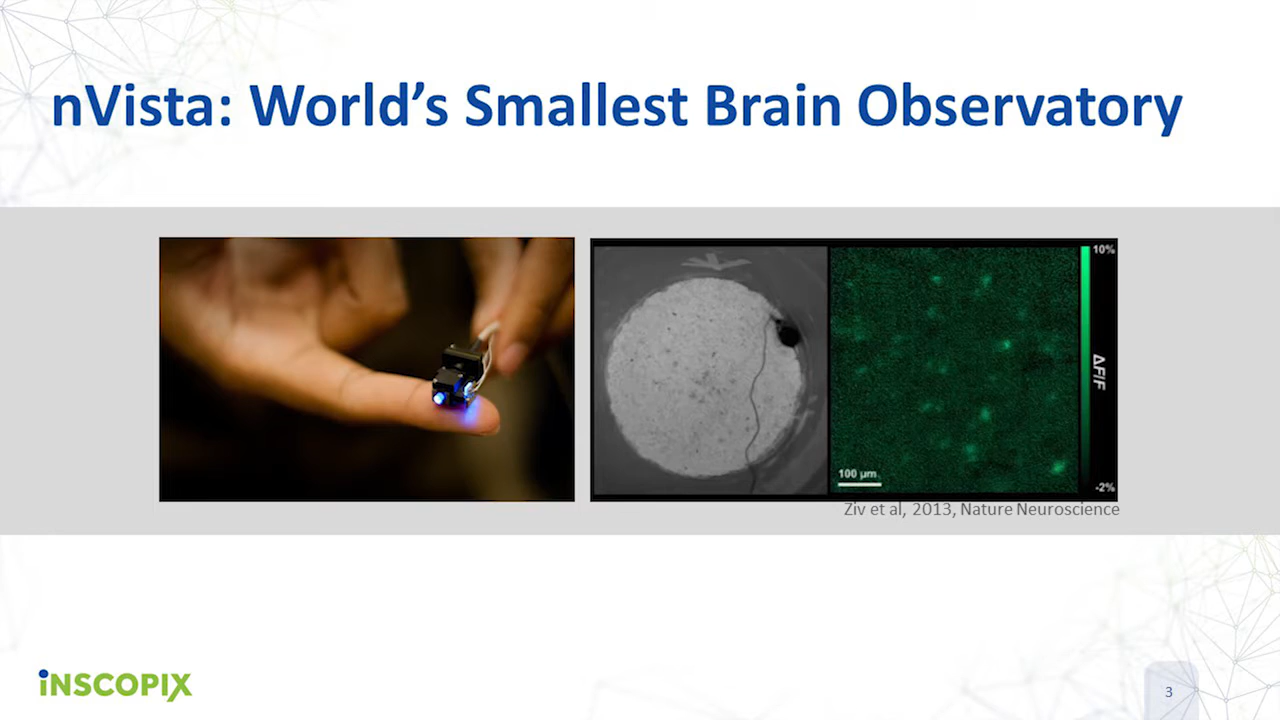 nVista: World's Smallest Brain Observatory
10%
ΔF/F
100 µm
-2%
Ziv et al, 2013, Nature Neuroscience
iNSCOPIX
3